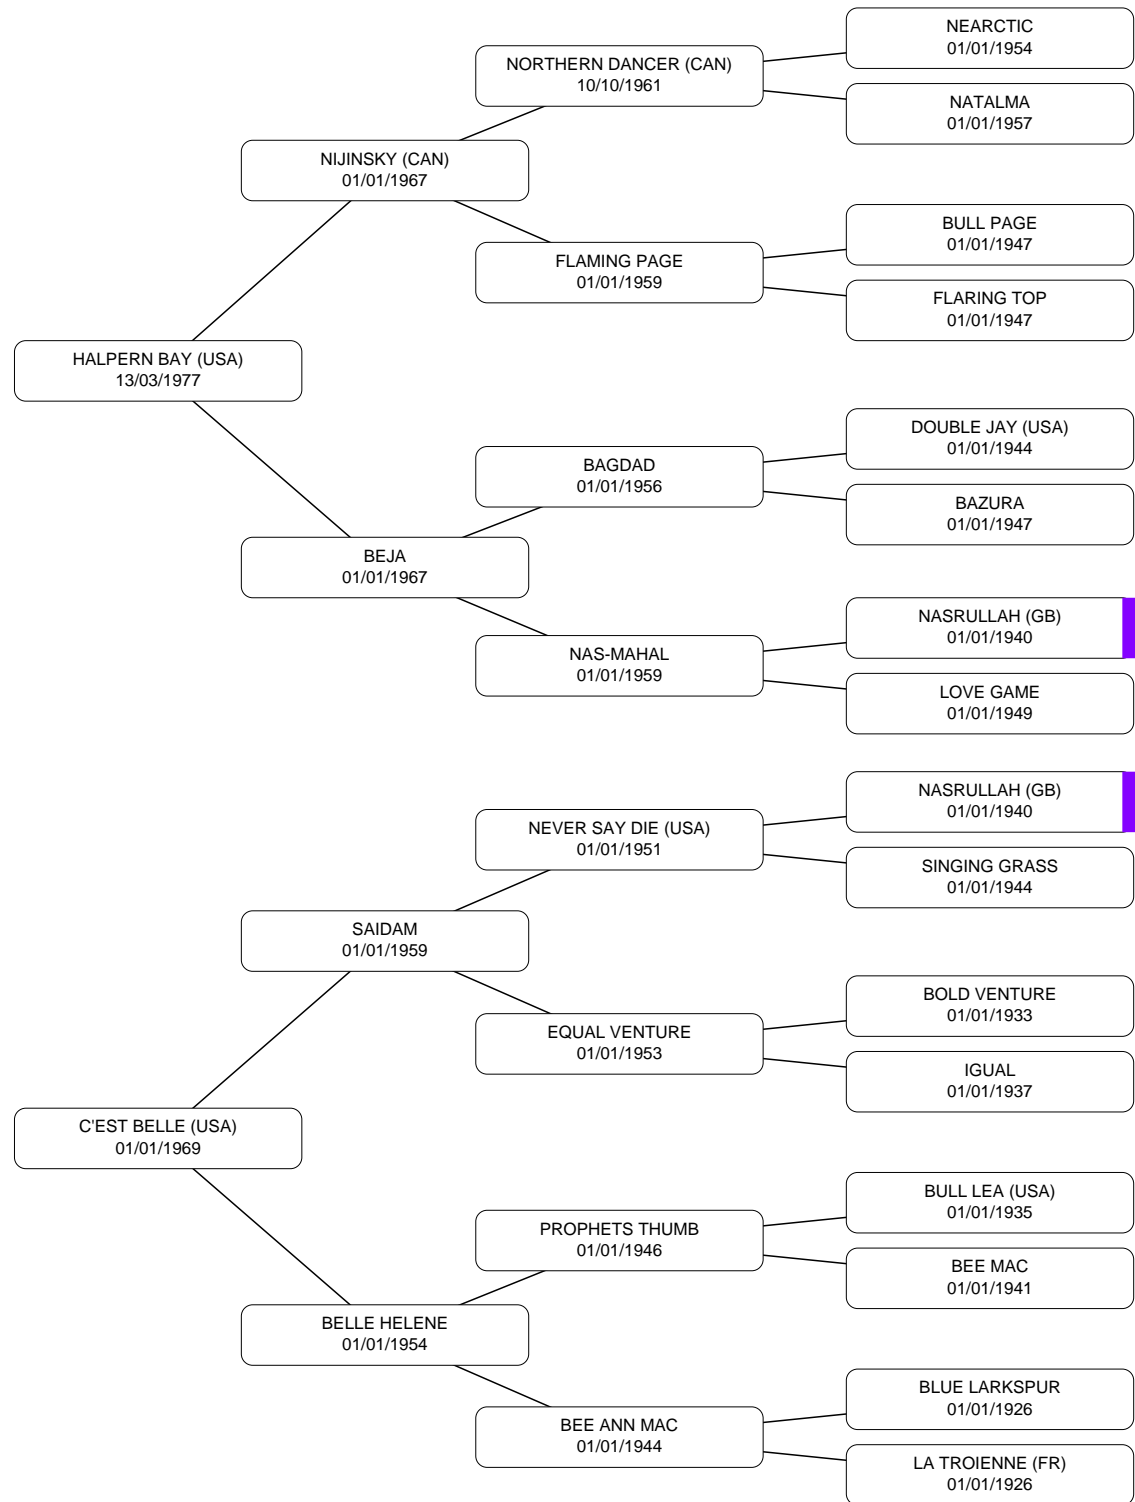 NEARCTIC
01/01/1954
NORTHERN DANCER (CAN)
10/10/1961
NATALMA
01/01/1957
NIJINSKY (CAN)
01/01/1967
BULL PAGE
01/01/1947
FLAMING PAGE
01/01/1959
FLARING TOP
01/01/1947
HALPERN BAY (USA)
13/03/1977
DOUBLE JAY (USA)
01/01/1944
BAGDAD
01/01/1956
BAZURA
01/01/1947
BEJA
01/01/1967
NASRULLAH (GB)
01/01/1940
NAS-MAHAL
01/01/1959
LOVE GAME
01/01/1949
NASRULLAH (GB)
01/01/1940
NEVER SAY DIE (USA)
01/01/1951
SINGING GRASS
01/01/1944
SAIDAM
01/01/1959
BOLD VENTURE
01/01/1933
EQUAL VENTURE
01/01/1953
IGUAL
01/01/1937
C'EST BELLE (USA)
01/01/1969
BULL LEA (USA)
01/01/1935
PROPHETS THUMB
01/01/1946
BEE MAC
01/01/1941
BELLE HELENE
01/01/1954
BLUE LARKSPUR
01/01/1926
BEE ANN MAC
01/01/1944
LA TROIENNE (FR)
01/01/1926